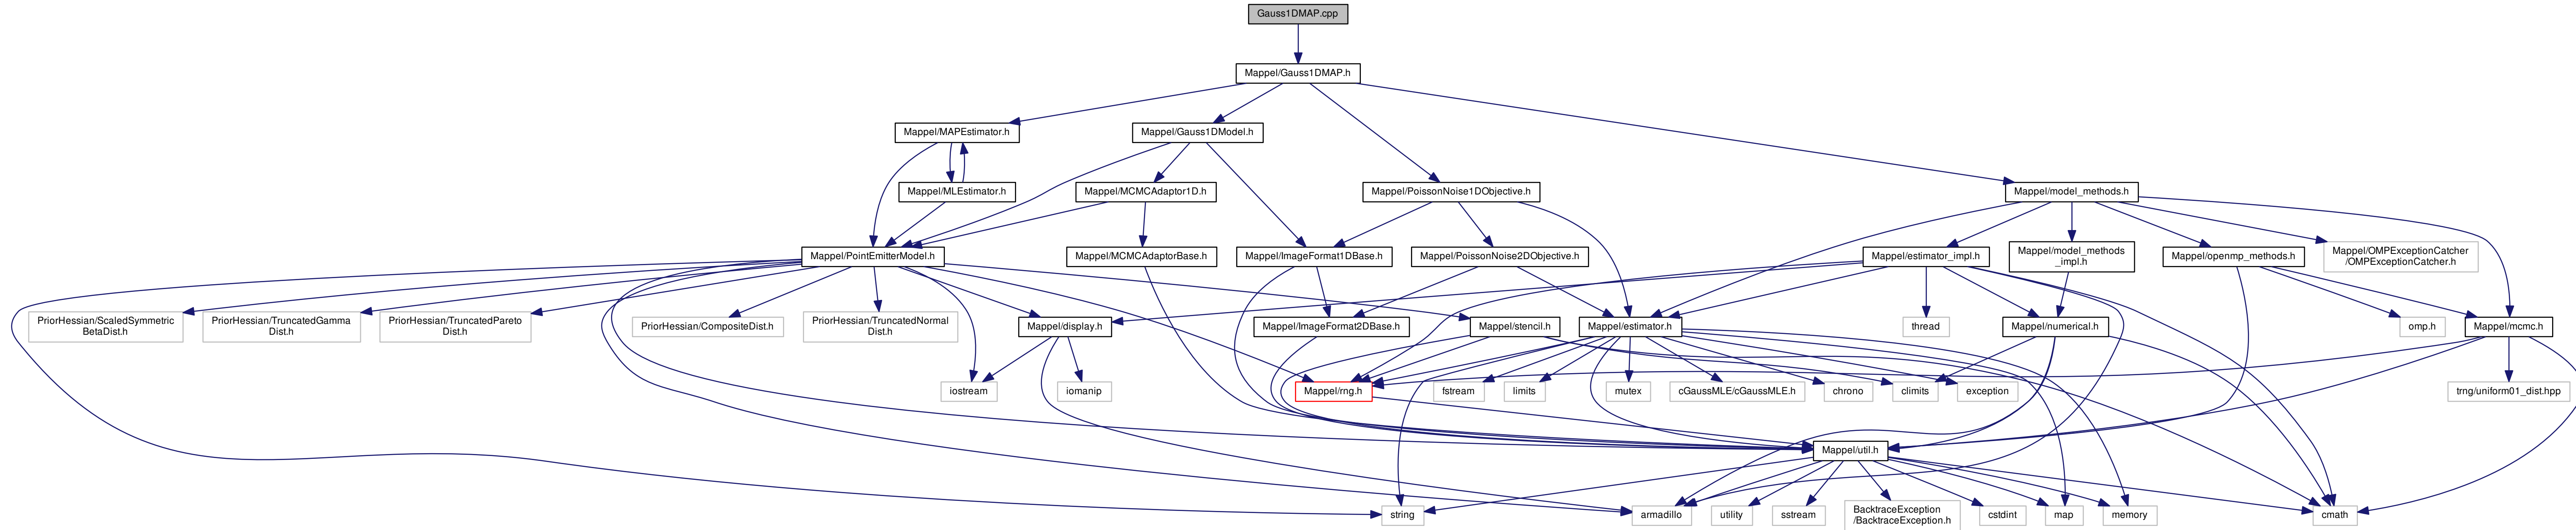 Gauss1DMAP.cpp
Mappel/Gauss1DMAP.h
Mappel/MAPEstimator.h
Mappel/Gauss1DModel.h
Mappel/MLEstimator.h
Mappel/MCMCAdaptor1D.h
Mappel/PoissonNoise1DObjective.h
Mappel/model_methods.h
Mappel/PointEmitterModel.h
Mappel/MCMCAdaptorBase.h
Mappel/ImageFormat1DBase.h
Mappel/PoissonNoise2DObjective.h
Mappel/estimator_impl.h
Mappel/model_methods
_impl.h
Mappel/openmp_methods.h
Mappel/OMPExceptionCatcher
/OMPExceptionCatcher.h
PriorHessian/ScaledSymmetric
BetaDist.h
PriorHessian/TruncatedGamma
Dist.h
PriorHessian/TruncatedPareto
Dist.h
PriorHessian/CompositeDist.h
PriorHessian/TruncatedNormal
Dist.h
Mappel/display.h
Mappel/ImageFormat2DBase.h
Mappel/stencil.h
Mappel/estimator.h
thread
Mappel/numerical.h
omp.h
Mappel/mcmc.h
iostream
iomanip
Mappel/rng.h
fstream
limits
mutex
cGaussMLE/cGaussMLE.h
chrono
climits
exception
trng/uniform01_dist.hpp
Mappel/util.h
string
armadillo
utility
sstream
BacktraceException
/BacktraceException.h
cstdint
map
memory
cmath